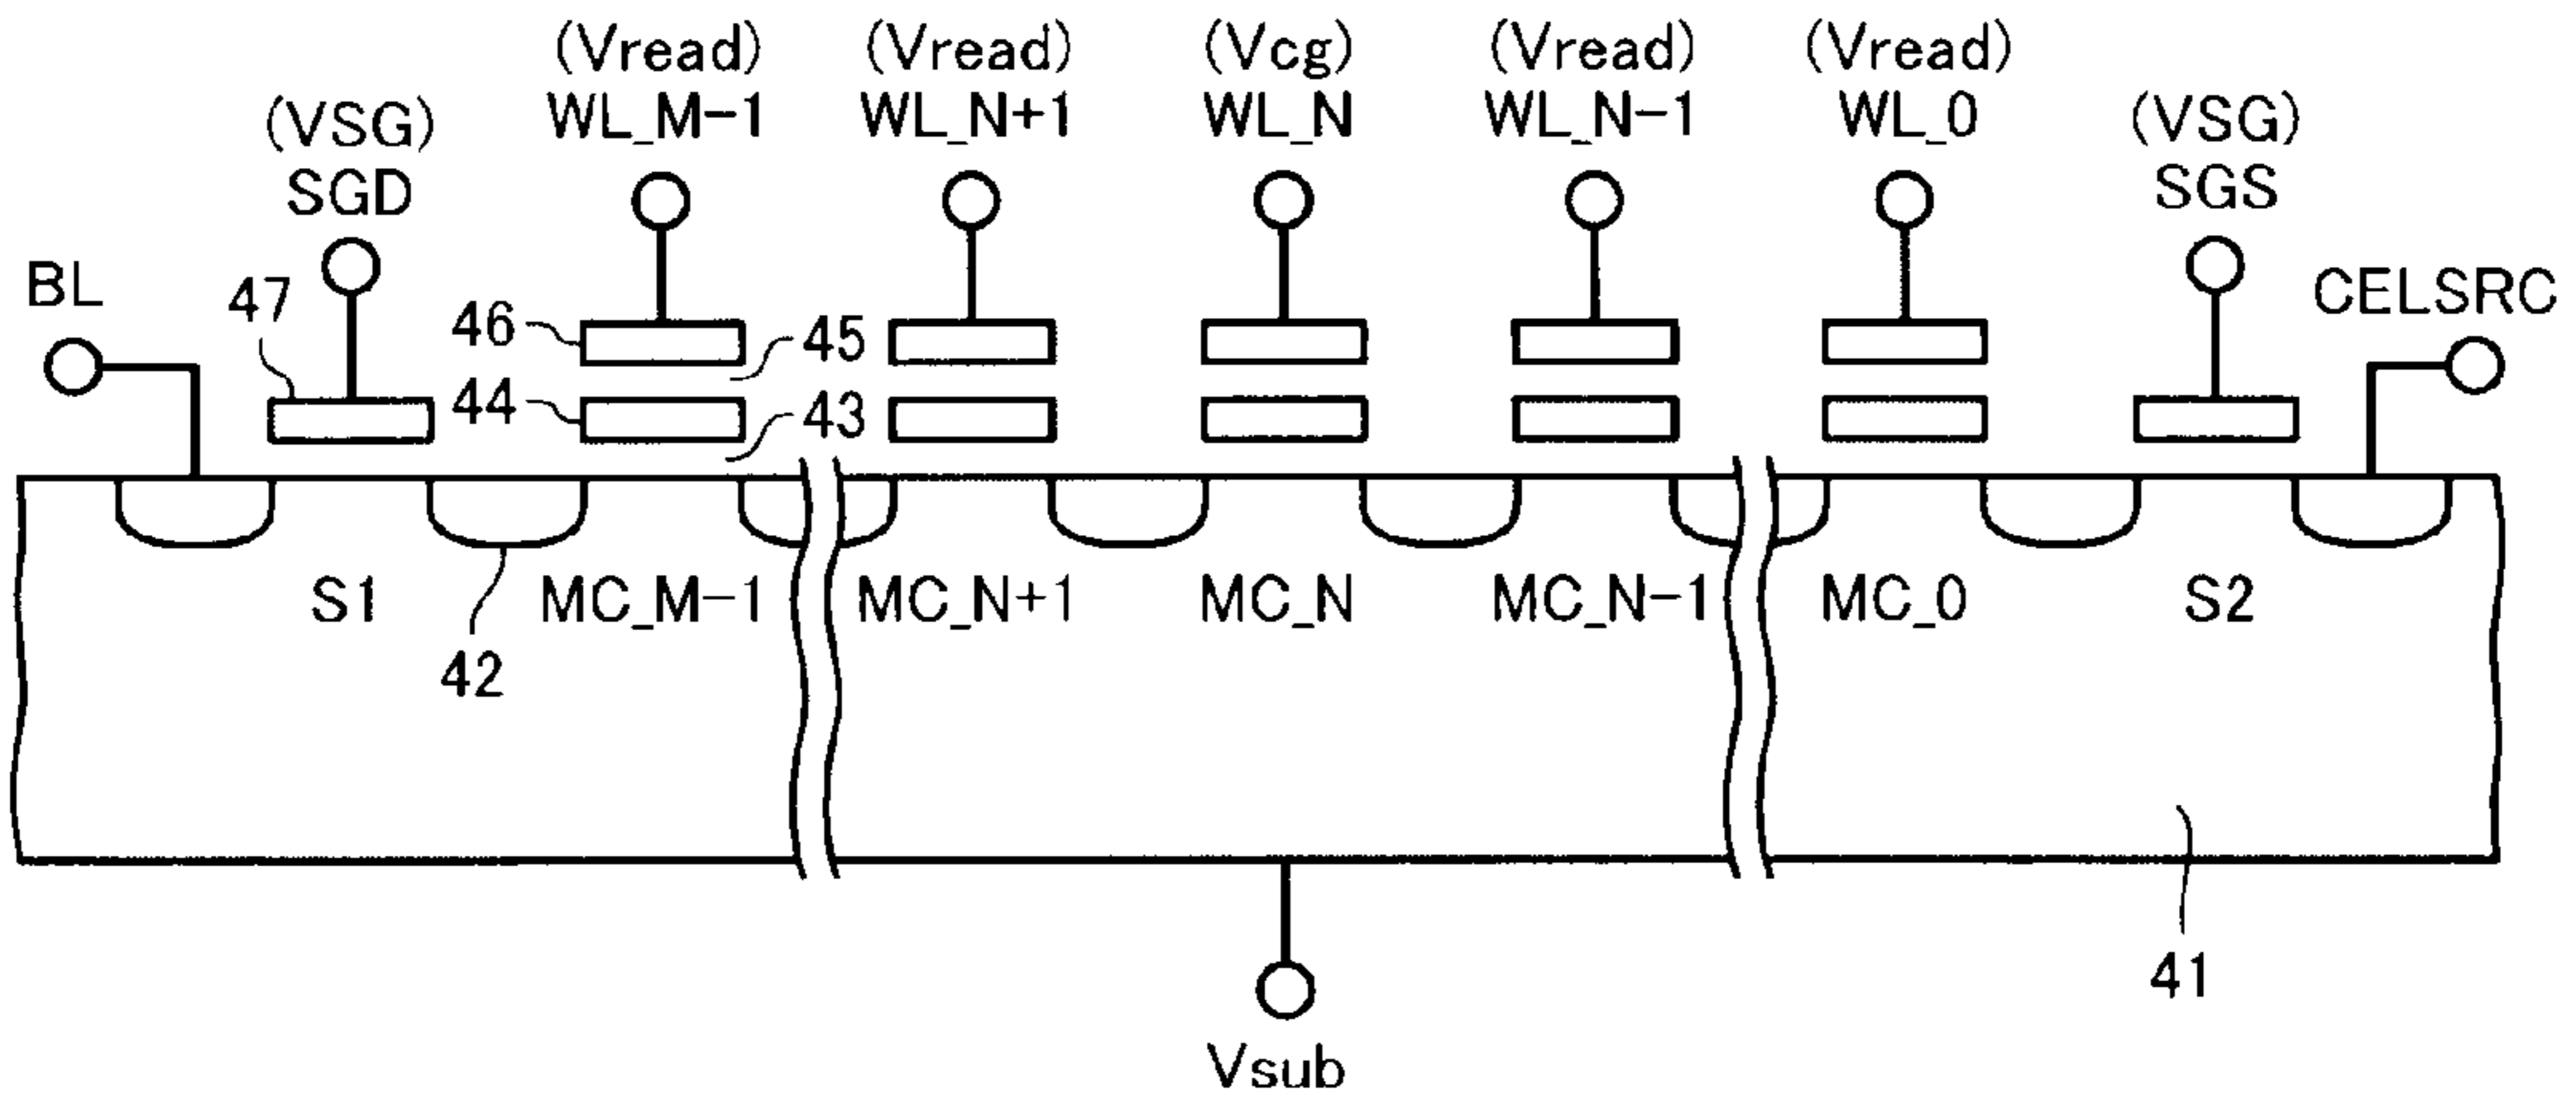 (Vread) (Vread) (Vcg) (Vread) (Vread)
(VSG) WL_M-1 WL_N+1 WL_N WL_N-1 WL_0 (VSG)
SGD SGS
BL 47 46 45 CELSRC
44 43
S1 MC_M-1 MC_N+1 MC_N MC_N-1 MC_0 S2
42
41
Vsub